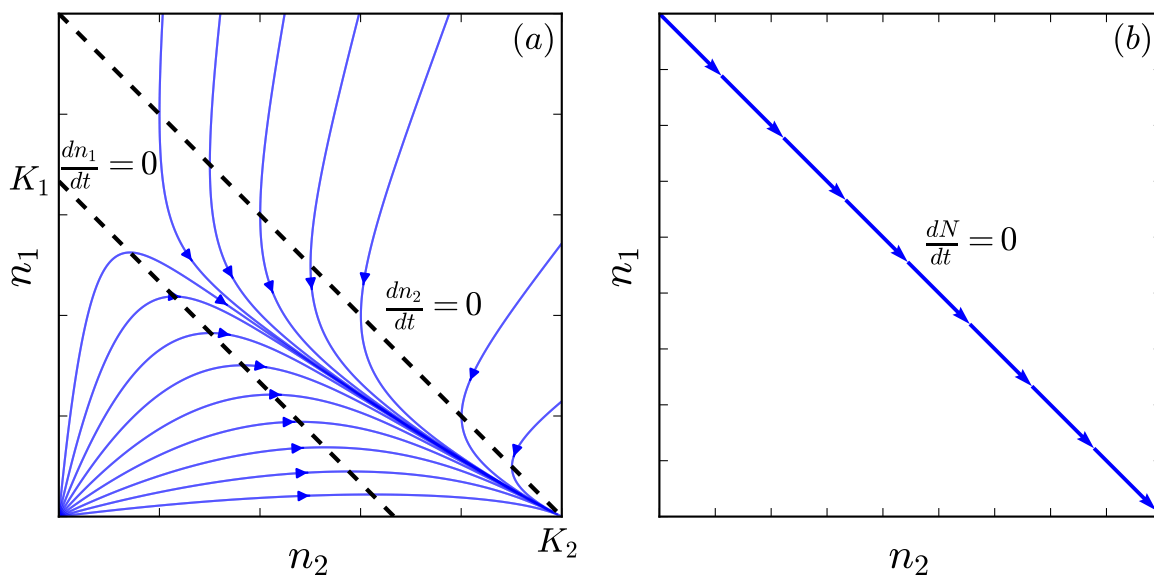 (a)
dn₁/dt = 0
K₁
n₁
dn₂/dt = 0
K₂
n₂
(b)
dN/dt = 0
n₁
n₂